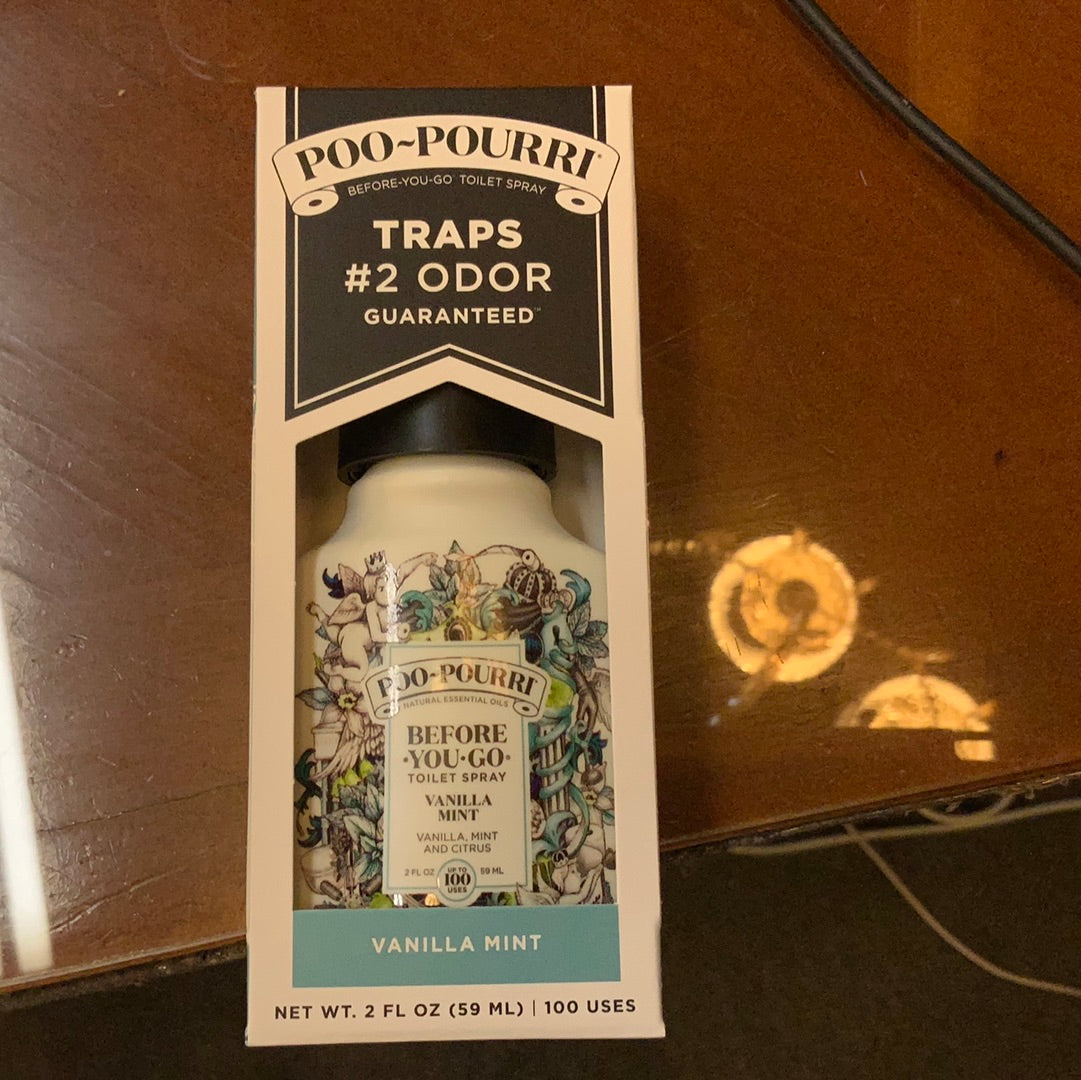 POO~POURRI®
BEFORE-YOU-GO® TOILET SPRAY
TRAPS
#2 ODOR
GUARANTEED™
POO~POURRI
NATURAL ESSENTIAL OILS
BEFORE
·YOU·GO·
TOILET SPRAY
VANILLA
MINT
VANILLA, MINT
AND CITRUS
2 FL OZ UP TO 100 USES 59 ML
VANILLA MINT
NET WT. 2 FL OZ (59 ML) | 100 USES